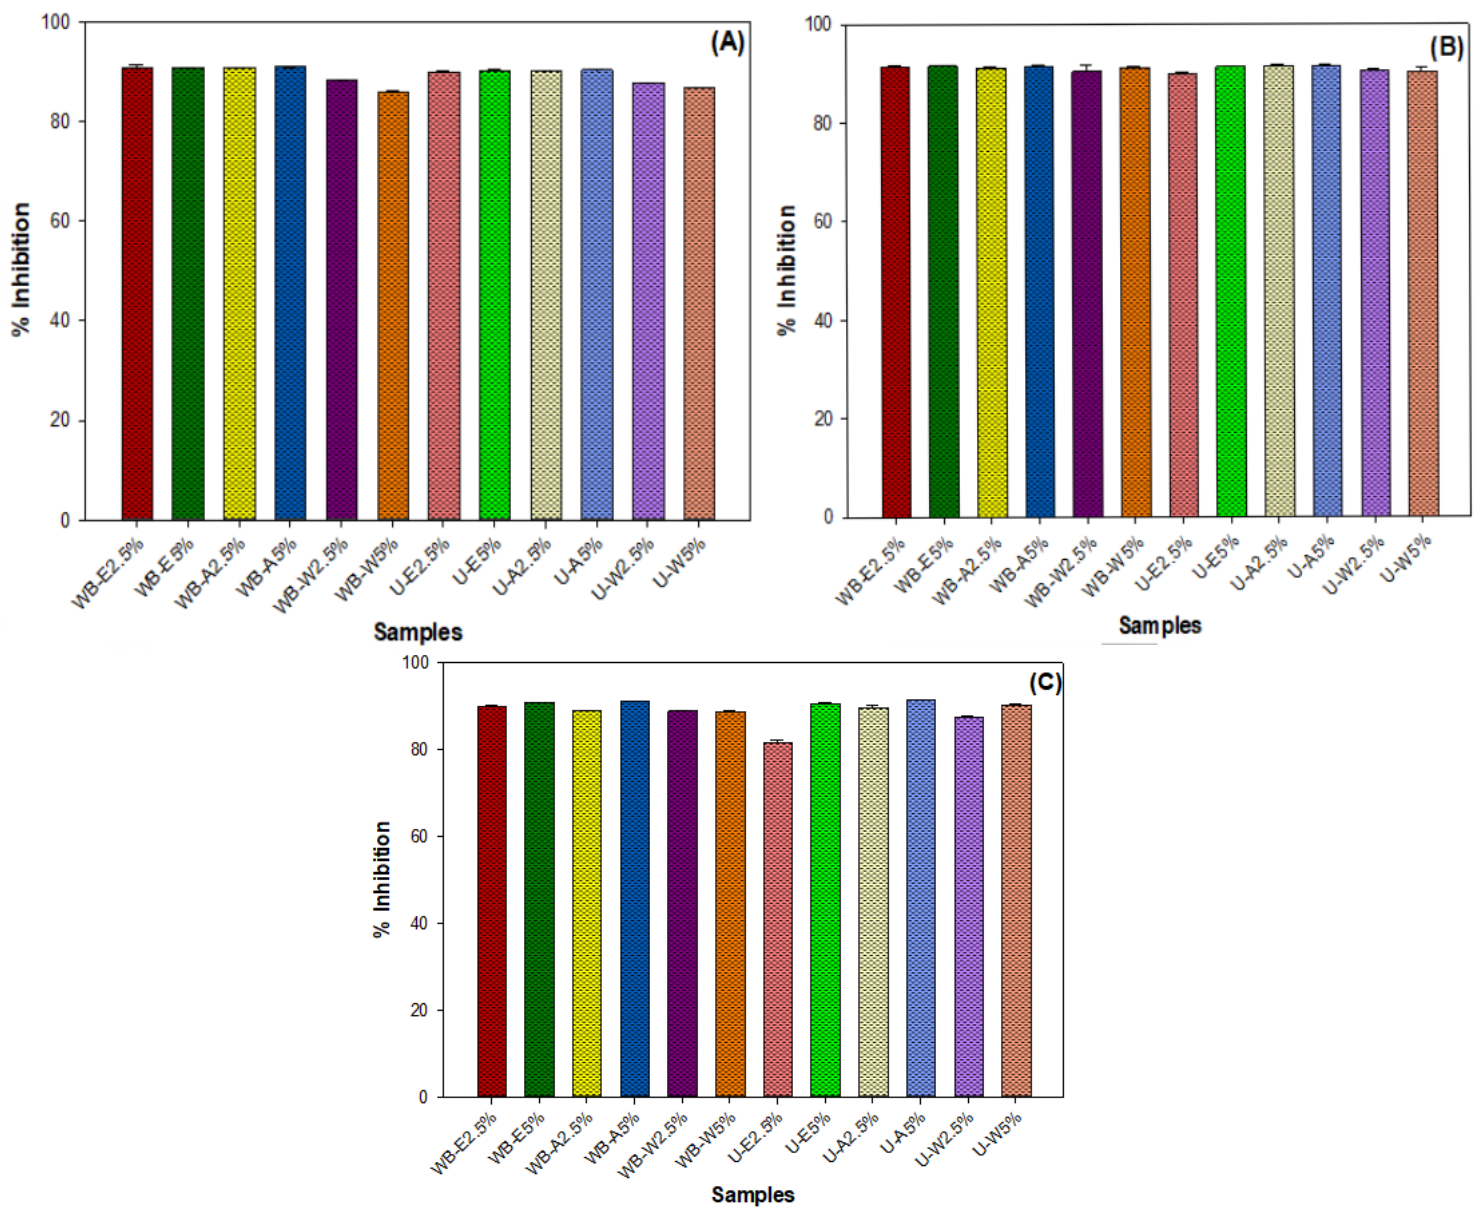 (A)
% Inhibition
100
80
60
40
20
0
WB-E2.5%
WB-E5%
WB-A2.5%
WB-A5%
WB-W2.5%
WB-W5%
U-E2.5%
U-E5%
U-A2.5%
U-A5%
U-W2.5%
U-W5%
Samples
(B)
% Inhibition
100
80
60
40
20
0
WB-E2.5%
WB-E5%
WB-A2.5%
WB-A5%
WB-W2.5%
WB-W5%
U-E2.5%
U-E5%
U-A2.5%
U-A5%
U-W2.5%
U-W5%
Samples
(C)
% Inhibition
100
80
60
40
20
0
WB-E2.5%
WB-E5%
WB-A2.5%
WB-A5%
WB-W2.5%
WB-W5%
U-E2.5%
U-E5%
U-A2.5%
U-A5%
U-W2.5%
U-W5%
Samples